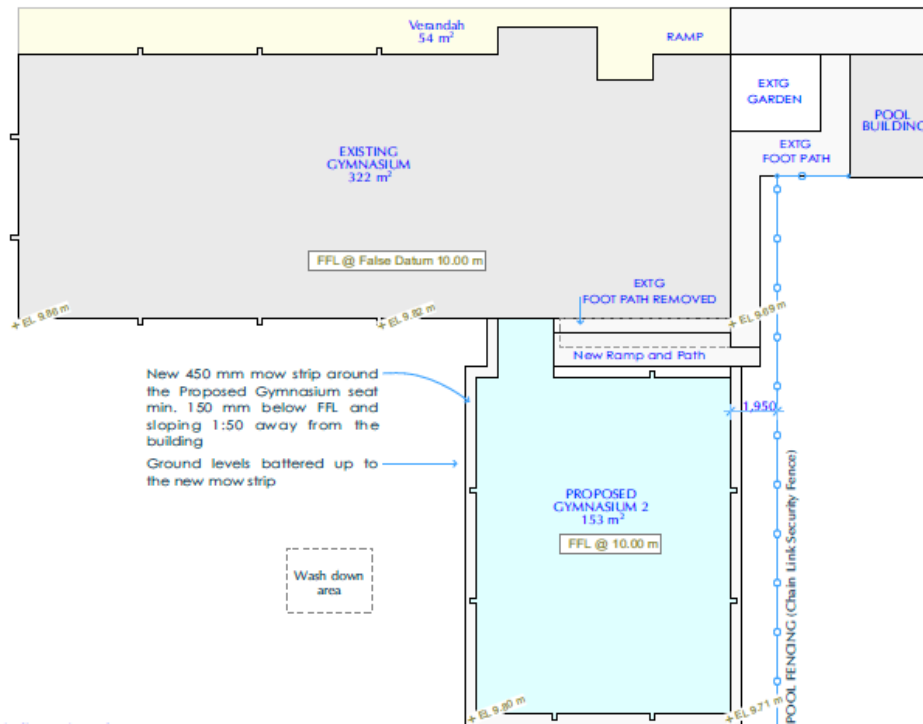 Verandah
54 m²
RAMP
EXTG
GARDEN
POOL
BUILDING
EXTG
FOOT PATH
EXISTING
GYMNASIUM
322 m²
FFL @ False Datum 10.00 m
EXTG
FOOT PATH REMOVED
EL 9.86 m
EL 9.82 m
EL 9.69 m
New Ramp and Path
New 450 mm mow strip around
the Proposed Gymnasium seat
min. 150 mm below FFL and
sloping 1:50 away from the
building
Ground levels battered up to
the new mow strip
1,950
PROPOSED
GYMNASIUM 2
153 m²
FFL @ 10.00 m
Wash down
area
POOL FENCING (Chain Link Security Fence)
EL 9.80 m
EL 9.71 m